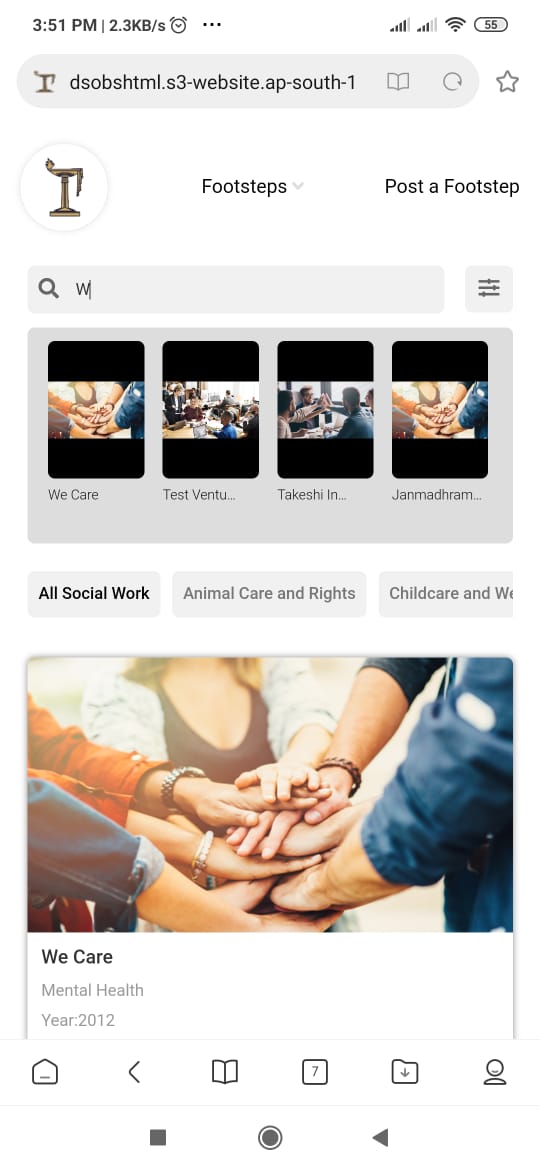 3:51 PM | 2.3KB/s ...
55
dsobshtml.s3-website.ap-south-1
Footsteps Post a Footstep
W
We Care Test Ventu... Takeshi In... Janmadhram...
All Social Work Animal Care and Rights Childcare and We
We Care
Mental Health
Year:2012
7